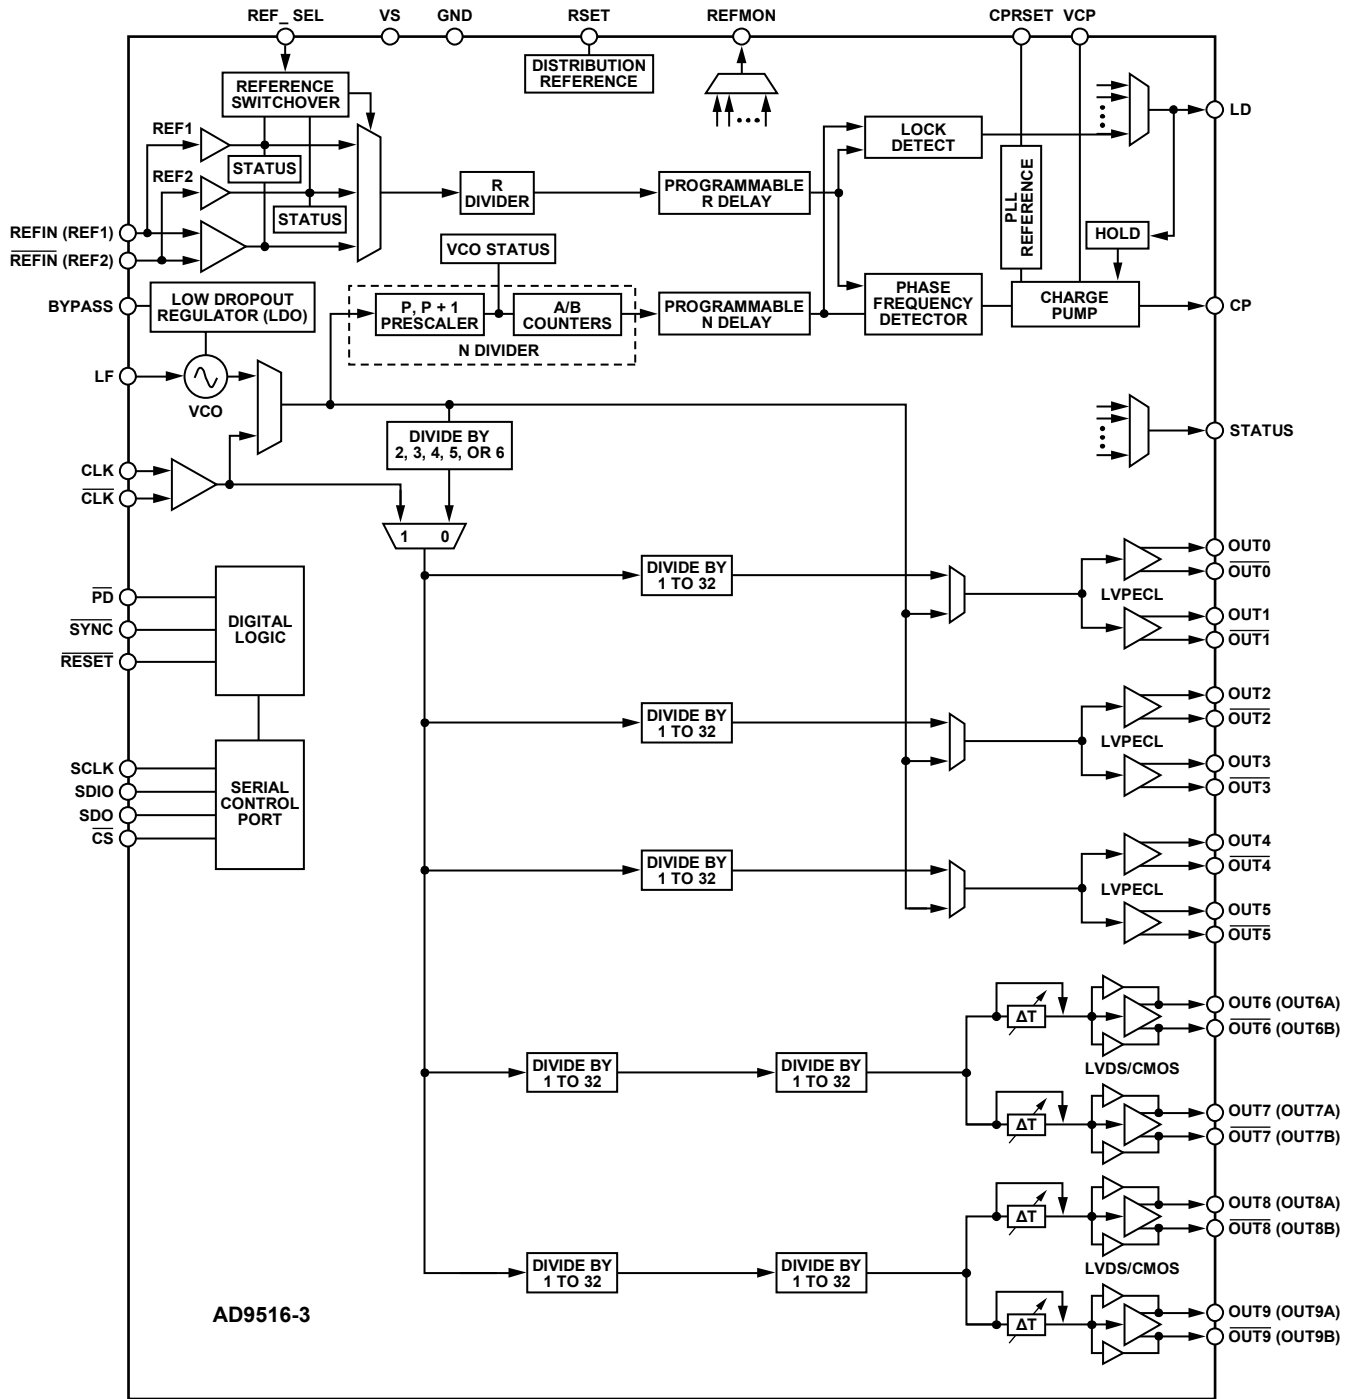 REF_SEL VS GND RSET REFMON CPRSET VCP
DISTRIBUTION
REFERENCE
REFERENCE
SWITCHOVER
REF1
STATUS
REF2
STATUS
REFIN (REF1)
REFIN (REF2)
R
DIVIDER
PROGRAMMABLE
R DELAY
LOCK
DETECT
PLL
REFERENCE
HOLD
LD
VCO STATUS
BYPASS
LOW DROPOUT
REGULATOR (LDO)
P, P + 1
PRESCALER
A/B
COUNTERS
N DIVIDER
PROGRAMMABLE
N DELAY
PHASE
FREQUENCY
DETECTOR
CHARGE
PUMP
CP
LF
VCO
STATUS
DIVIDE BY
2, 3, 4, 5, OR 6
CLK
CLK
1 0
DIVIDE BY
1 TO 32
LVPECL
OUT0
OUT0
OUT1
OUT1
PD
SYNC
RESET
DIGITAL
LOGIC
DIVIDE BY
1 TO 32
LVPECL
OUT2
OUT2
OUT3
OUT3
SCLK
SDIO
SDO
CS
SERIAL
CONTROL
PORT
DIVIDE BY
1 TO 32
LVPECL
OUT4
OUT4
OUT5
OUT5
DIVIDE BY
1 TO 32
DIVIDE BY
1 TO 32
ΔT
ΔT
LVDS/CMOS
OUT6 (OUT6A)
OUT6 (OUT6B)
OUT7 (OUT7A)
OUT7 (OUT7B)
DIVIDE BY
1 TO 32
DIVIDE BY
1 TO 32
ΔT
ΔT
LVDS/CMOS
OUT8 (OUT8A)
OUT8 (OUT8B)
OUT9 (OUT9A)
OUT9 (OUT9B)
AD9516-3